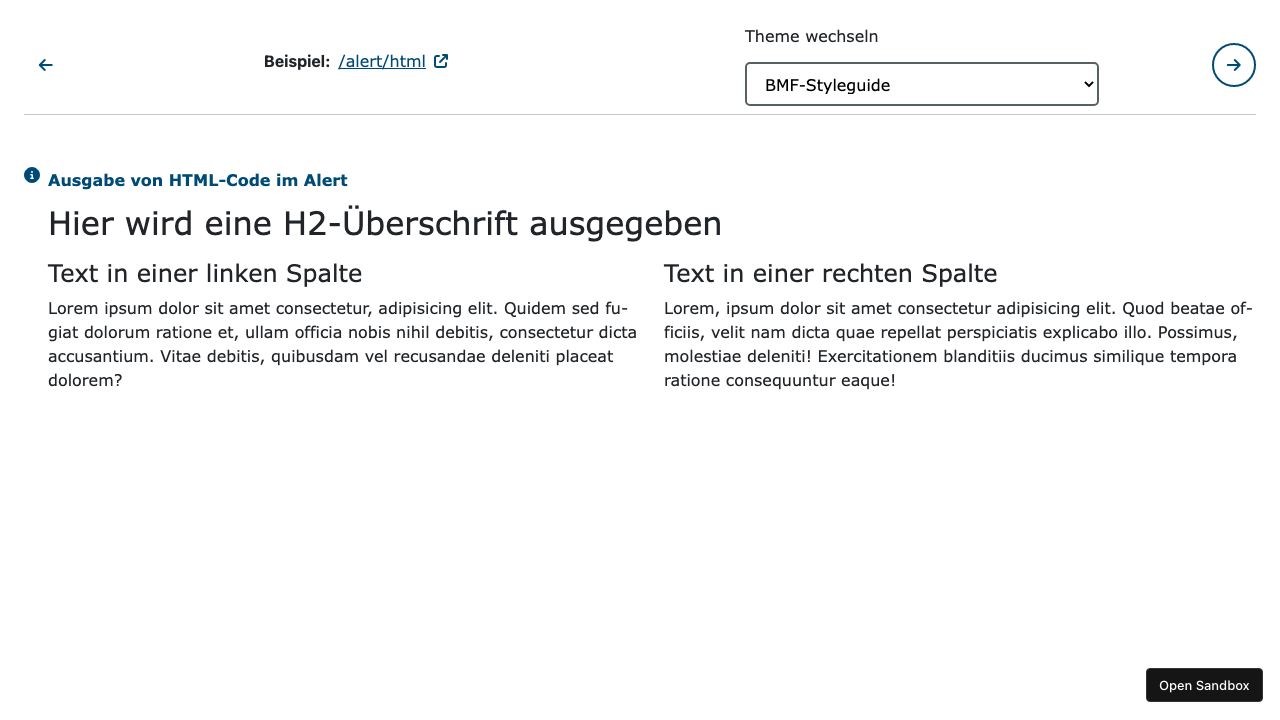 Theme wechseln
Beispiel: /alert/html
BMF-Styleguide
Ausgabe von HTML-Code im Alert
Hier wird eine H2-Überschrift ausgegeben
Text in einer linken Spalte
Lorem ipsum dolor sit amet consectetur, adipisicing elit. Quidem sed fu-
giat dolorum ratione et, ullam officia nobis nihil debitis, consectetur dicta
accusantium. Vitae debitis, quibusdam vel recusandae deleniti placeat
dolorem?
Text in einer rechten Spalte
Lorem, ipsum dolor sit amet consectetur adipisicing elit. Quod beatae of-
ficiis, velit nam dicta quae repellat perspiciatis explicabo illo. Possimus,
molestiae deleniti! Exercitationem blanditiis ducimus similique tempora
ratione consequuntur eaque!
Open Sandbox